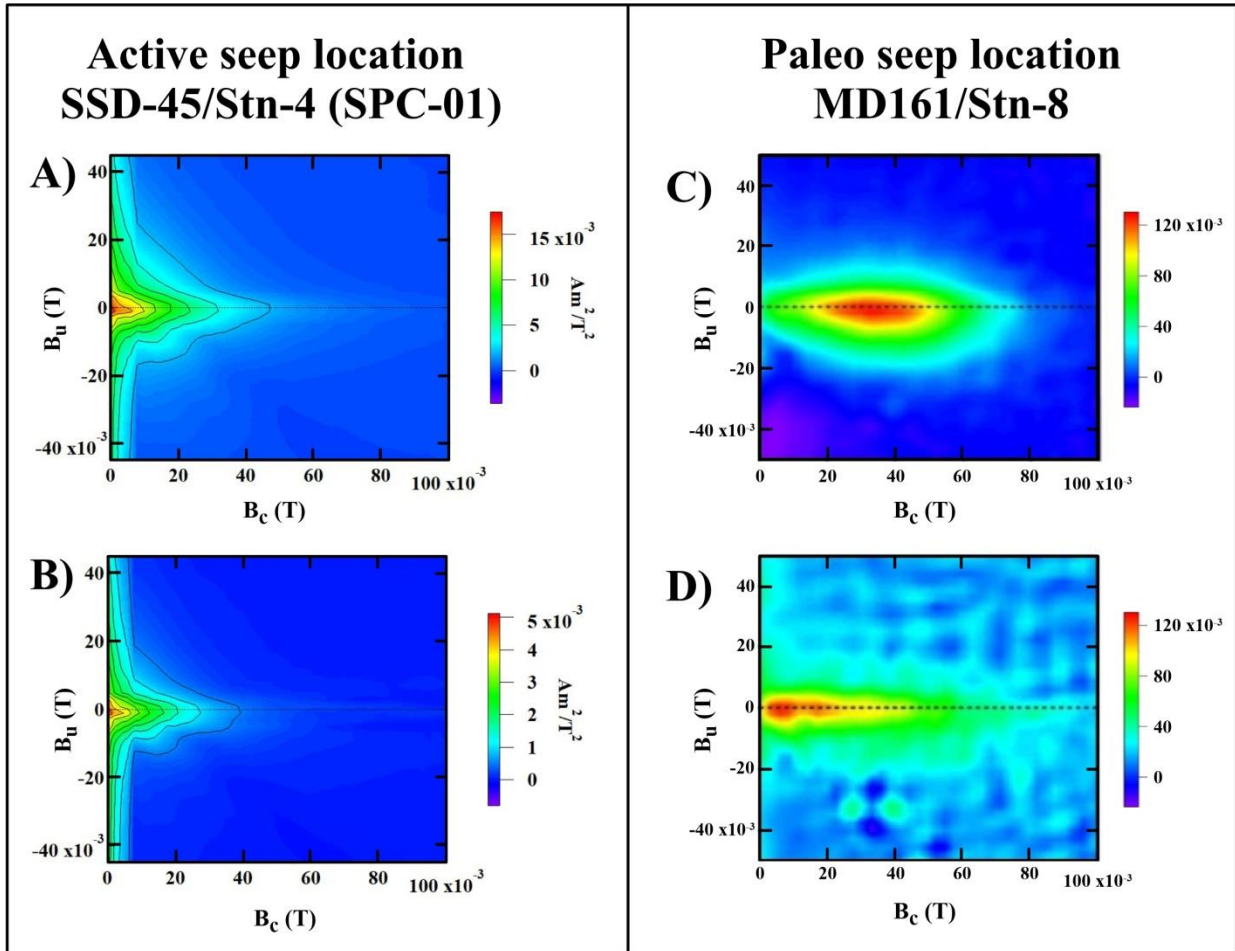 Active seep location
SSD-45/Stn-4 (SPC-01)
A)
40
20
0
-20
-40 x10⁻³
Bᵤ (T)
0
20
40
60
80
100 x10⁻³
B_c (T)
15 x10⁻³
10
5
0
Am²/T²
B)
40
20
0
-20
-40 x10⁻³
Bᵤ (T)
0
20
40
60
80
100 x10⁻³
B_c (T)
5 x10⁻³
4
3
2
1
0
Am²/T²
Paleo seep location
MD161/Stn-8
C)
40
20
0
-20
-40 x10⁻³
Bᵤ (T)
0
20
40
60
80
100 x10⁻³
B_c (T)
120 x10⁻³
80
40
0
D)
40
20
0
-20
-40 x10⁻³
Bᵤ (T)
0
20
40
60
80
100 x10⁻³
B_c (T)
120 x10⁻³
80
40
0